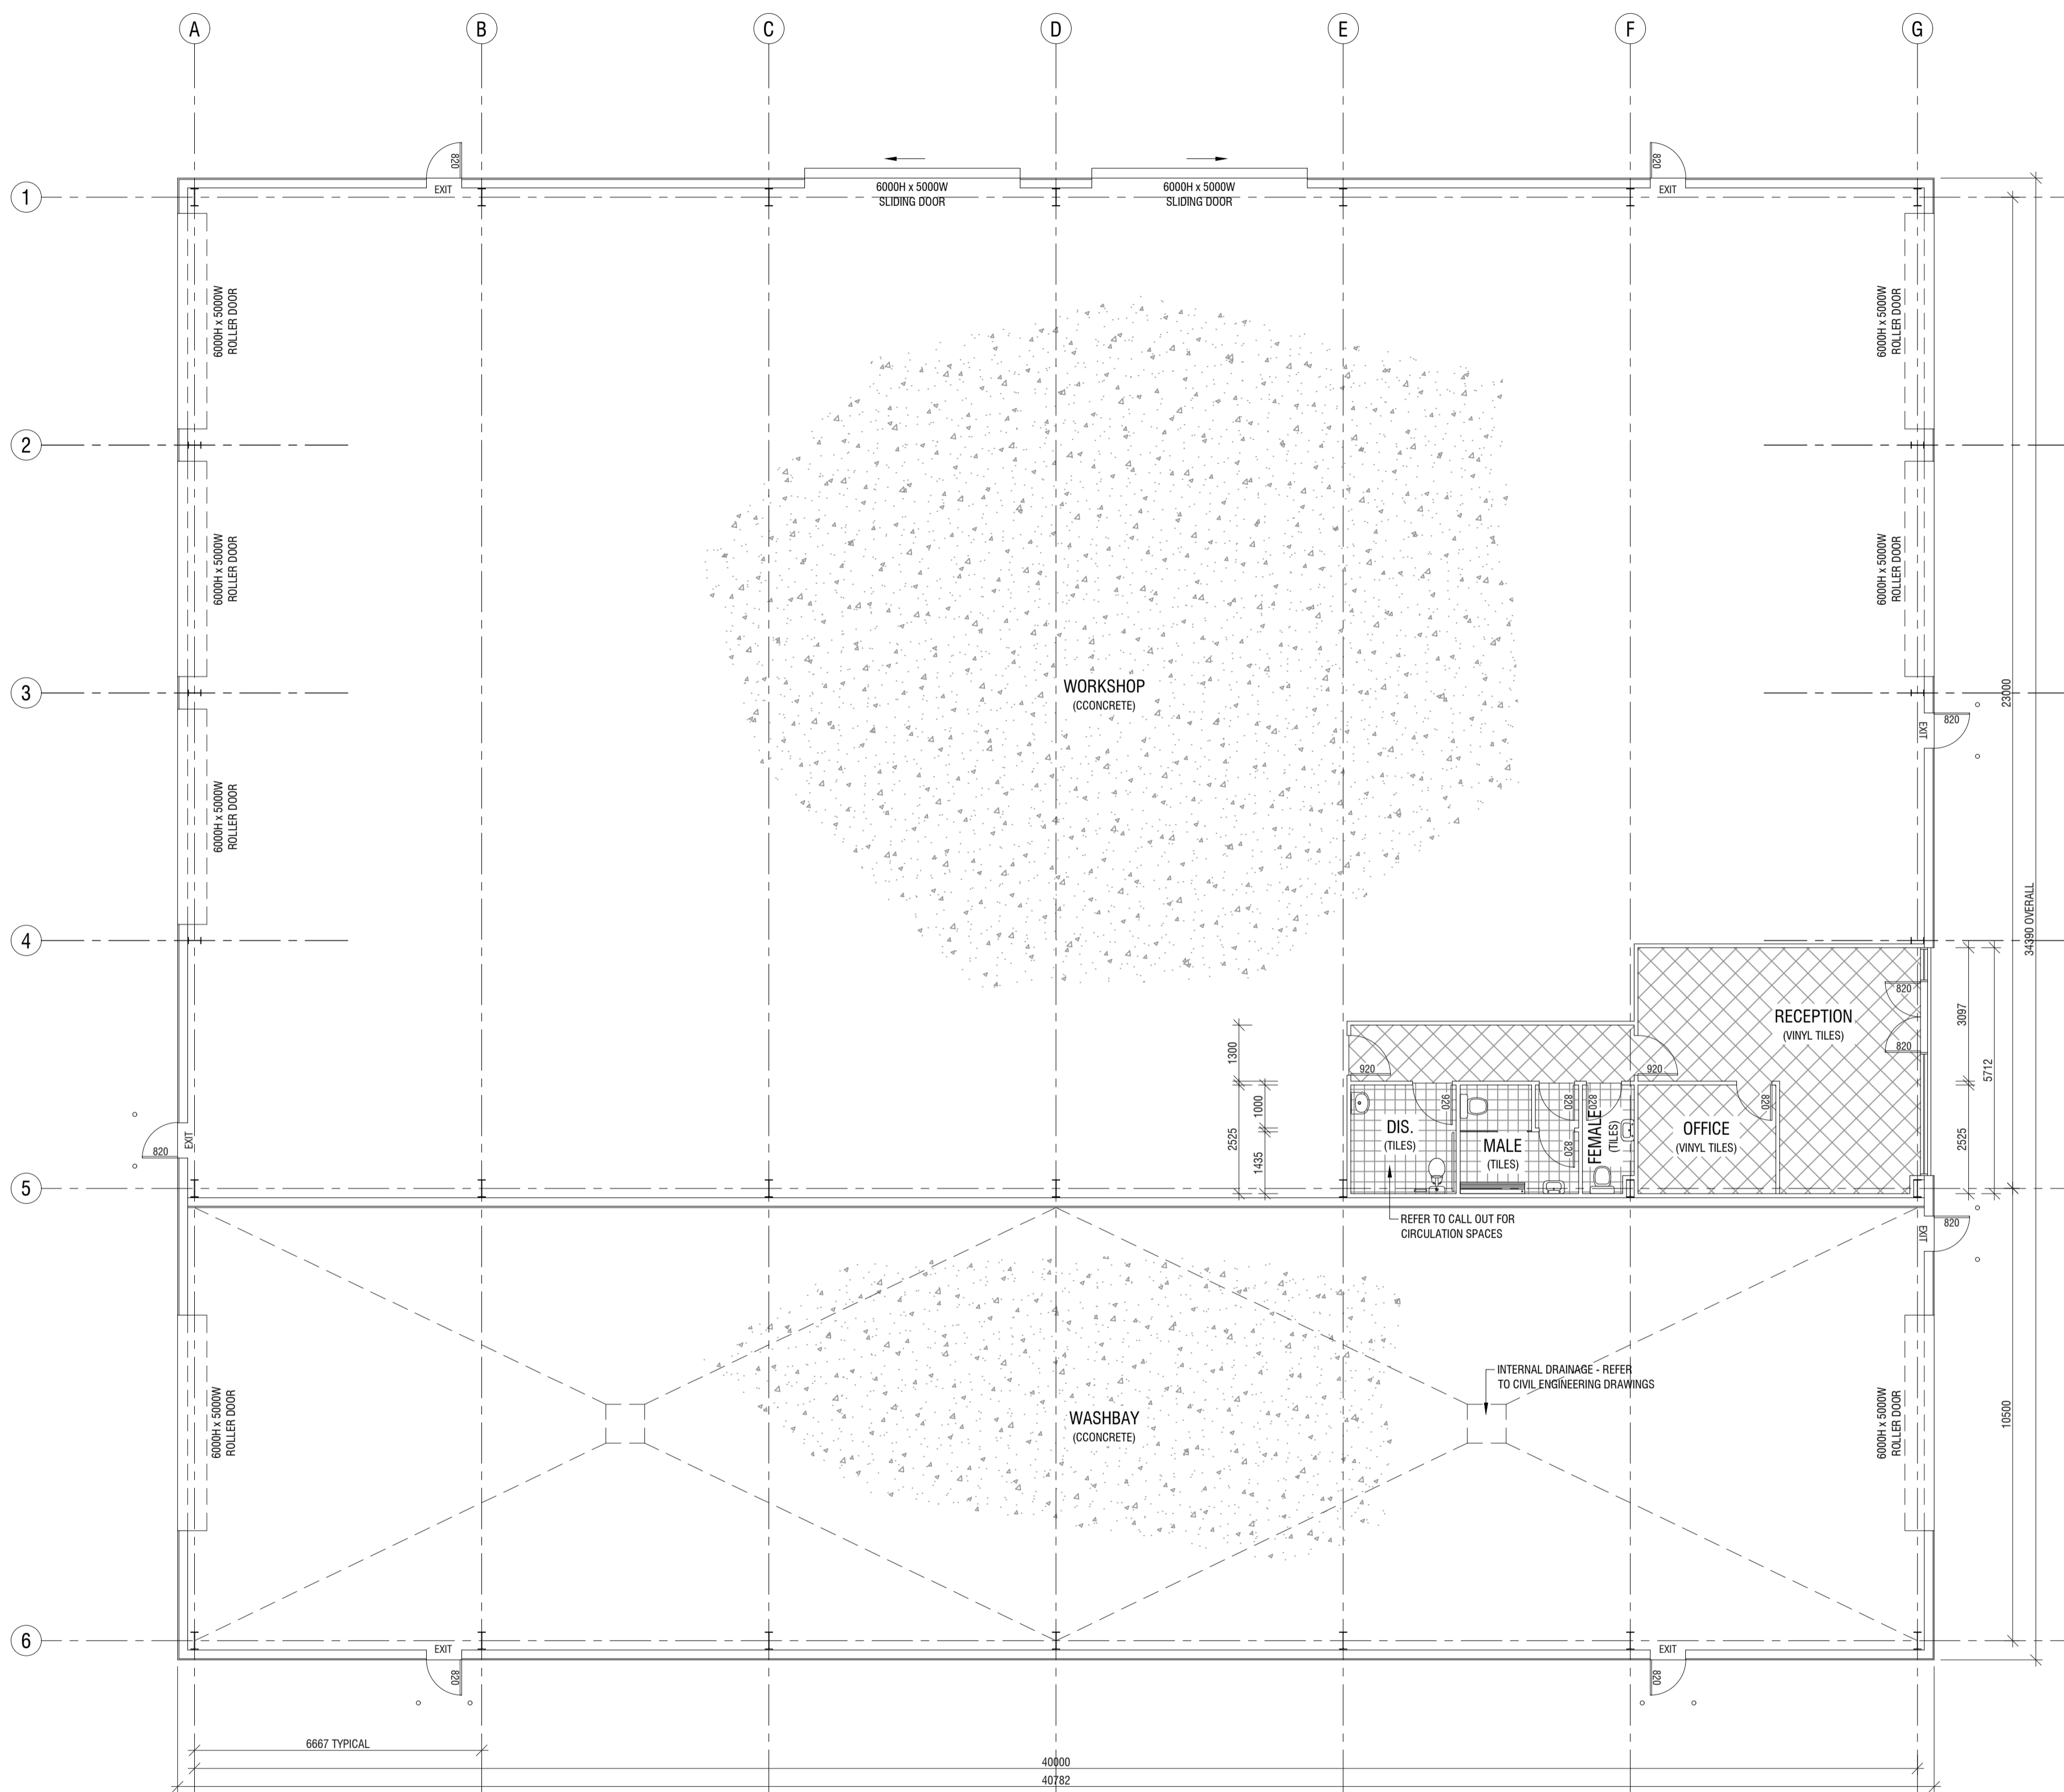 A B C D E F G
820 820
6000H x 5000W
SLIDING DOOR
6000H x 5000W
SLIDING DOOR
EXIT EXIT
1
6000H x 5000W
ROLLER DOOR
6000H x 5000W
ROLLER DOOR
2
6000H x 5000W
ROLLER DOOR
6000H x 5000W
ROLLER DOOR
3
WORKSHOP
(CCONCRETE)
23000
820
EXIT
6000H x 5000W
ROLLER DOOR
34390 OVERALL
4
820
RECEPTION
(VINYL TILES)
3097
820
5712
1300
920 920
1000
2525
1435
920 820 820 820
820
DIS.
(TILES)
MALE
(TILES)
FEMALE
(TILES)
OFFICE
(VINYL TILES)
2525
EXIT
820
5
REFER TO CALL OUT FOR
CIRCULATION SPACES
820
EXIT
INTERNAL DRAINAGE - REFER
TO CIVIL ENGINEERING DRAWINGS
6000H x 5000W
ROLLER DOOR
WASHBAY
(CCONCRETE)
6000H x 5000W
ROLLER DOOR
10500
6
EXIT EXIT
820 820
6667 TYPICAL
40000
40782